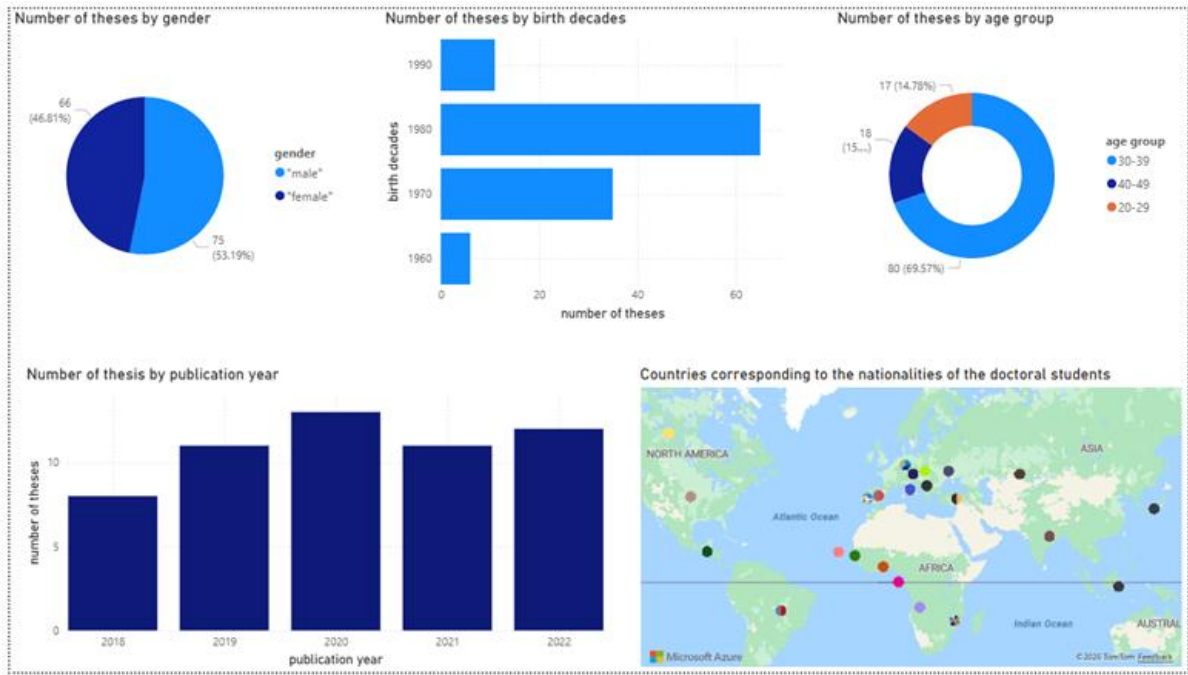 Number of theses by gender
66
(46.81%)
75
(53.19%)
gender
"male"
"female"
Number of theses by birth decades
birth decades
1990
1980
1970
1960
0
20
40
60
number of theses
Number of theses by age group
17 (14.78%)
18
(15....)
80 (69.57%)
age group
30-39
40-49
20-29
Number of thesis by publication year
number of theses
10
5
0
2018
2019
2020
2021
2022
publication year
Countries corresponding to the nationalities of the doctoral students
NORTH AMERICA
ASIA
Atlantic Ocean
AFRICA
Indian Ocean
AUSTRAL
Microsoft Azure
TomTom Feedback